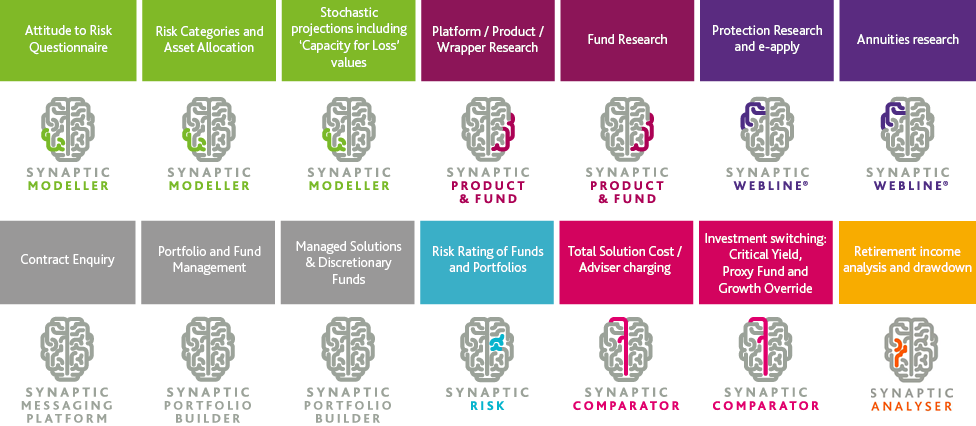 Attitude to Risk
Questionnaire
Risk Categories and
Asset Allocation
Stochastic
projections including
'Capacity for Loss'
values
Platform / Product /
Wrapper Research
Fund Research
Protection Research
and e-apply
Annuities research
SYNAPTIC
MODELLER
SYNAPTIC
MODELLER
SYNAPTIC
MODELLER
SYNAPTIC
PRODUCT
& FUND
SYNAPTIC
PRODUCT
& FUND
SYNAPTIC
WEBLINE®
SYNAPTIC
WEBLINE®
Contract Enquiry
Portfolio and Fund
Management
Managed Solutions
& Discretionary
Funds
Risk Rating of Funds
and Portfolios
Total Solution Cost /
Adviser charging
Investment switching:
Critical Yield,
Proxy Fund and
Growth Override
Retirement income
analysis and drawdown
SYNAPTIC
MESSAGING
PLATFORM
SYNAPTIC
PORTFOLIO
BUILDER
SYNAPTIC
PORTFOLIO
BUILDER
SYNAPTIC
RISK
SYNAPTIC
COMPARATOR
SYNAPTIC
COMPARATOR
SYNAPTIC
ANALYSER